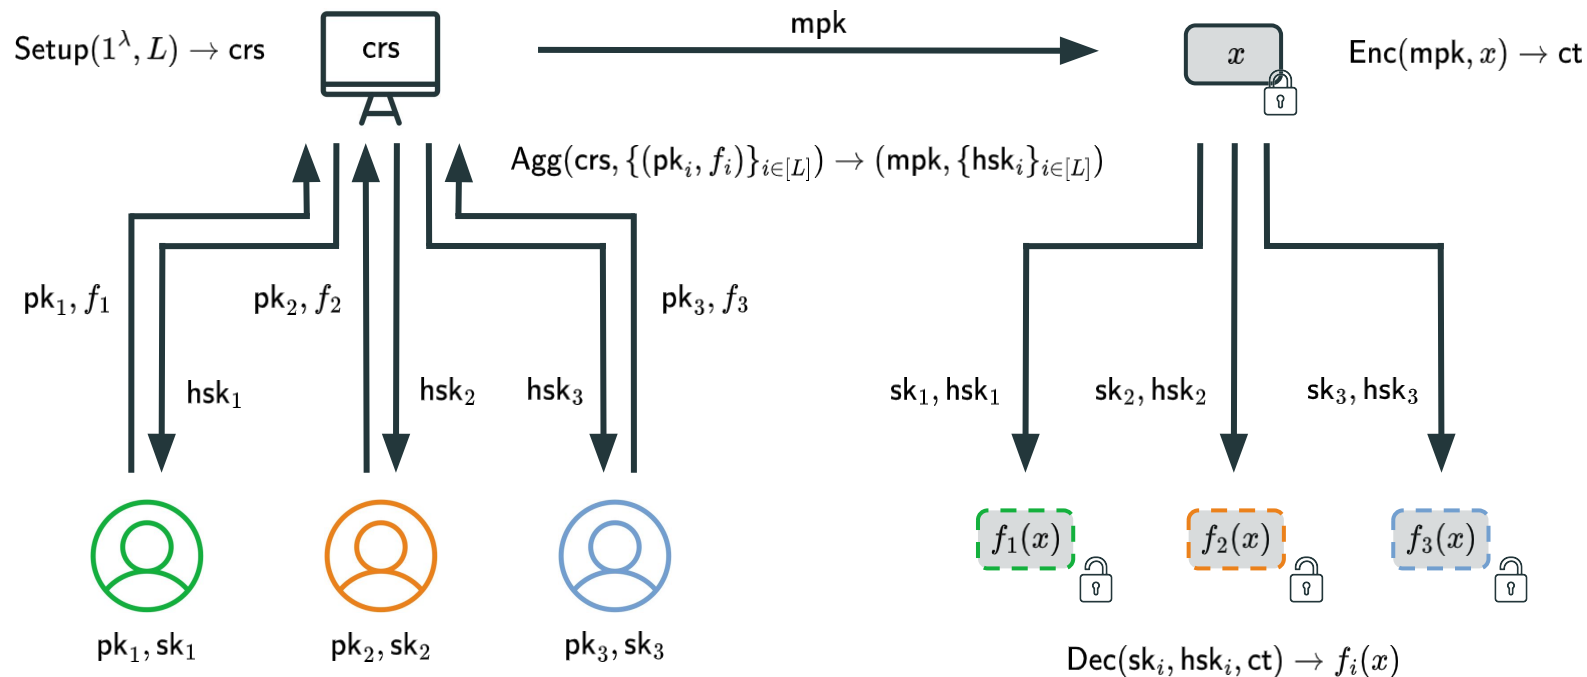 mpk
Setup(1^λ, L) → crs
crs
x
Enc(mpk, x) → ct
Agg(crs, {(pk_i, f_i)}_{i∈[L]}) → (mpk, {hsk_i}_{i∈[L]})
pk_1, f_1
pk_2, f_2
pk_3, f_3
hsk_1
hsk_2
hsk_3
sk_1, hsk_1
sk_2, hsk_2
sk_3, hsk_3
f_1(x)
f_2(x)
f_3(x)
pk_1, sk_1
pk_2, sk_2
pk_3, sk_3
Dec(sk_i, hsk_i, ct) → f_i(x)